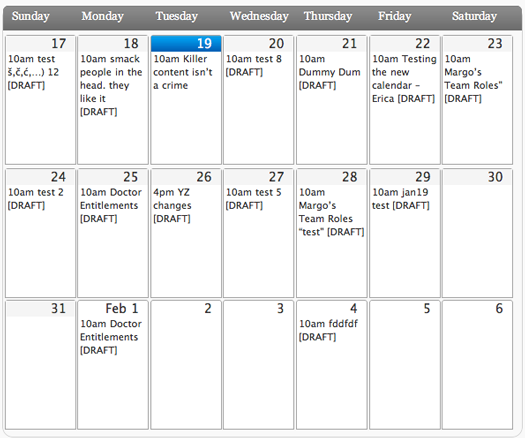 Sunday Monday Tuesday Wednesday Thursday Friday Saturday
17
10am test
š,č,ć,...) 12
[DRAFT]
18
10am smack
people in the
head. they
like it
[DRAFT]
19
10am Killer
content isn't
a crime
20
10am test 8
[DRAFT]
21
10am
Dummy Dum
[DRAFT]
22
10am Testing
the new
calendar –
Erica [DRAFT]
23
10am
Margo's
Team Roles"
[DRAFT]
24
10am test 2
[DRAFT]
25
10am Doctor
Entitlements
[DRAFT]
26
4pm YZ
changes
[DRAFT]
27
10am test 5
[DRAFT]
28
10am
Margo's
Team Roles
"test" [DRAFT]
29
10am jan19
test [DRAFT]
30
31
Feb 1
10am Doctor
Entitlements
[DRAFT]
2
3
4
10am fddfdf
[DRAFT]
5
6